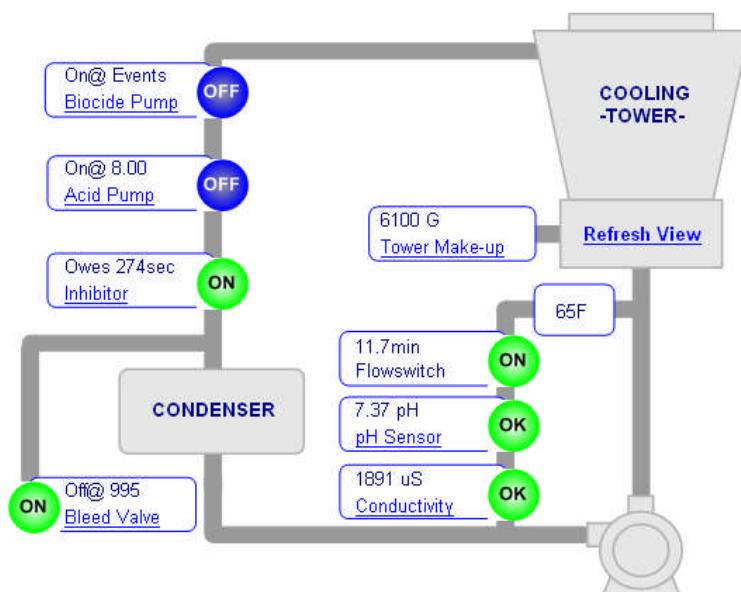 On@ Events
Biocide Pump
OFF
COOLING
-TOWER-
On@ 8.00
Acid Pump
OFF
6100 G
Tower Make-up
Refresh View
Owes 274sec
Inhibitor
ON
65F
11.7min
Flowswitch
ON
CONDENSER
7.37 pH
pH Sensor
OK
1891 uS
Conductivity
OK
ON
Off@ 995
Bleed Valve